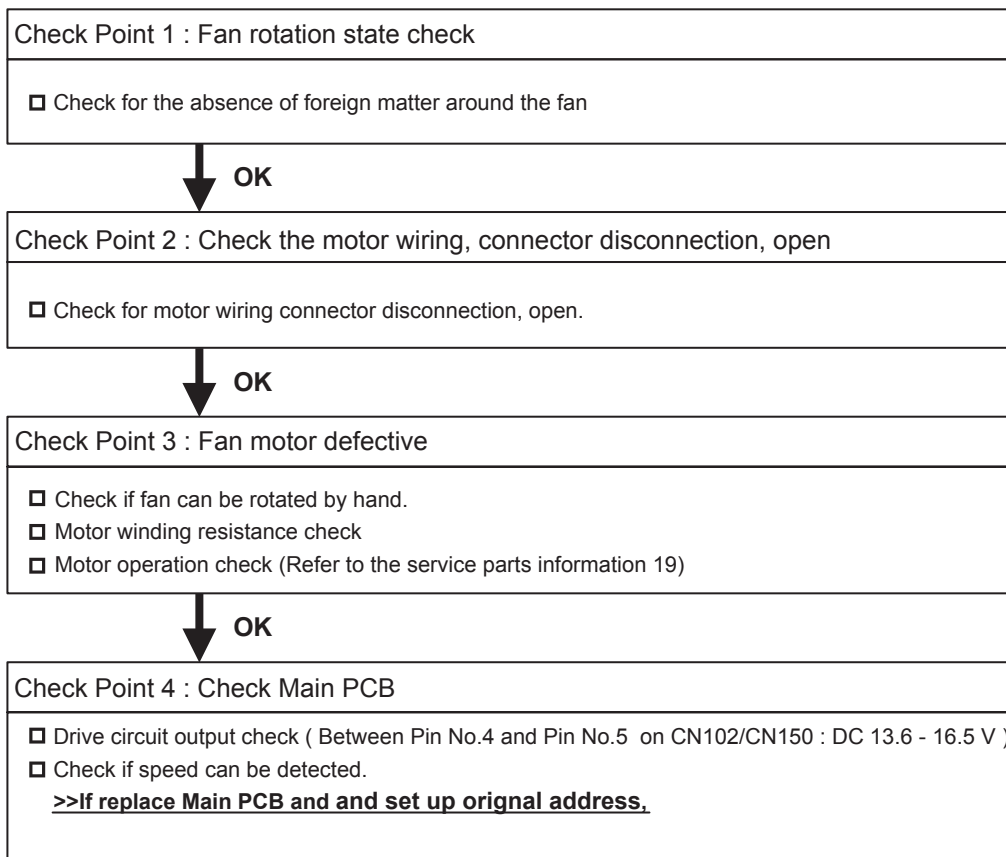 Check Point 1 : Fan rotation state check
Check for the absence of foreign matter around the fan
OK
Check Point 2 : Check the motor wiring, connector disconnection, open
Check for motor wiring connector disconnection, open.
OK
Check Point 3 : Fan motor defective
Check if fan can be rotated by hand.
Motor winding resistance check
Motor operation check (Refer to the service parts information 19)
OK
Check Point 4 : Check Main PCB
Drive circuit output check ( Between Pin No.4 and Pin No.5 on CN102/CN150 : DC 13.6 - 16.5 V )
Check if speed can be detected.
>>If replace Main PCB and and set up orignal address,